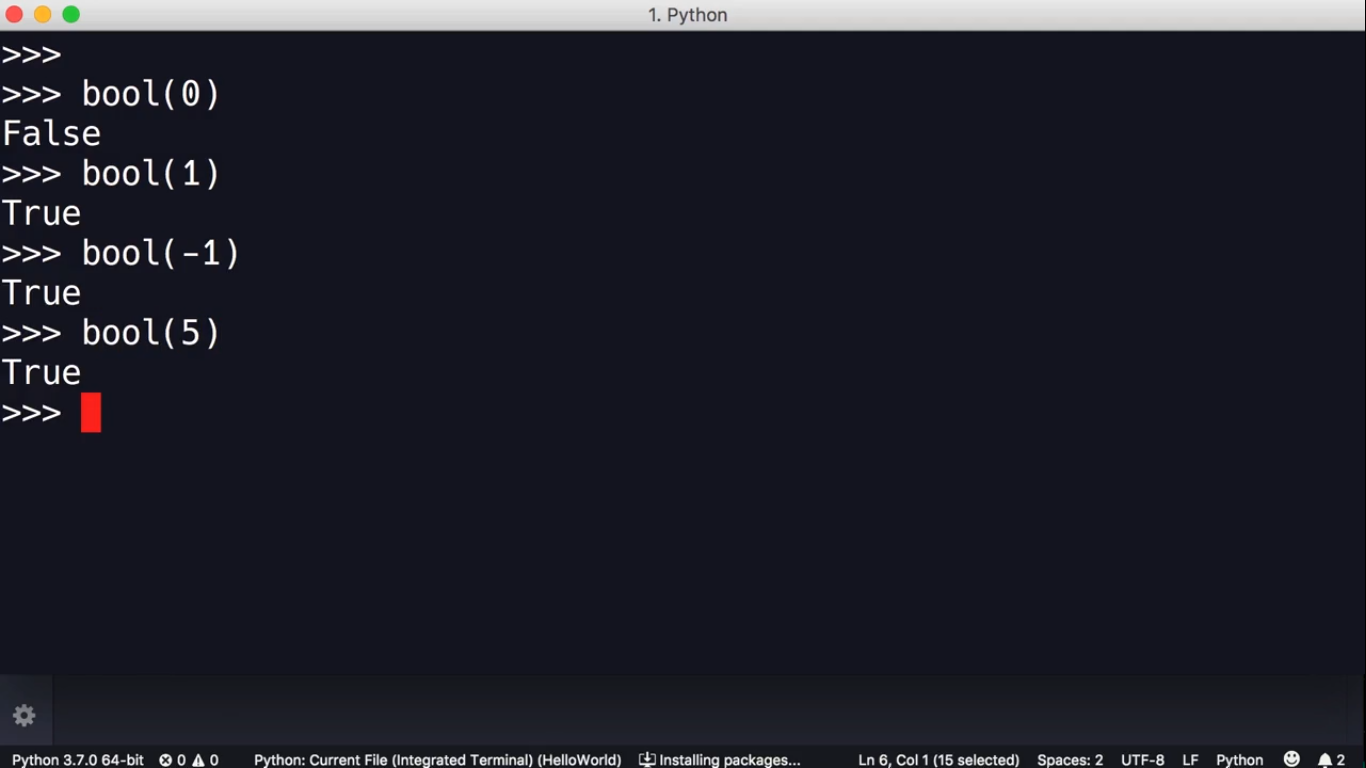 1. Python
>>>
>>> bool(0)
False
>>> bool(1)
True
>>> bool(-1)
True
>>> bool(5)
True
>>>
Python 3.7.0 64-bit 0 0 Python: Current File (Integrated Terminal) (HelloWorld) Installing packages... Ln 6, Col 1 (15 selected) Spaces: 2 UTF-8 LF Python 2